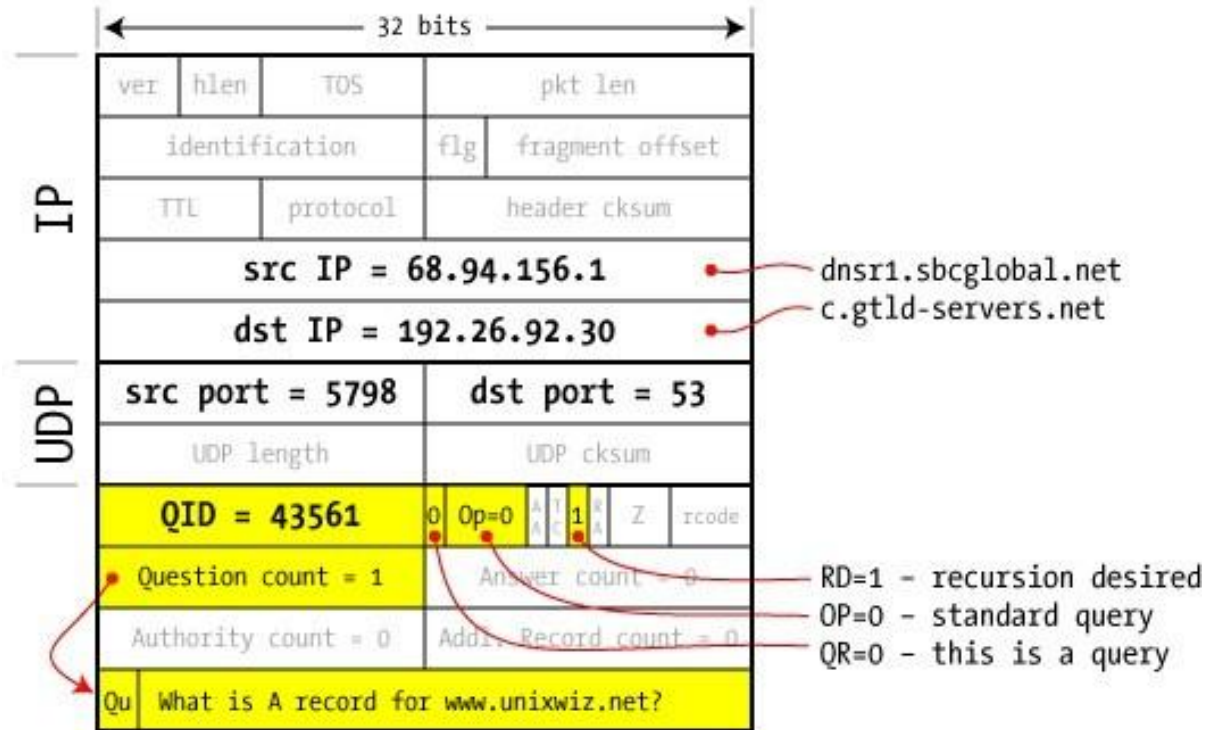 32 bits
IP
ver hlen TOS pkt len
identification flg fragment offset
TTL protocol header cksum
src IP = 68.94.156.1 dnsr1.sbcglobal.net
dst IP = 192.26.92.30 c.gtld-servers.net
UDP
src port = 5798 dst port = 53
UDP length UDP cksum
QID = 43561 0 Op=0 AA TC 1 RA Z rcode
Question count = 1 Answer count = 0
RD=1 – recursion desired
OP=0 – standard query
Authority count = 0 Addl. Record count = 0
QR=0 – this is a query
Qu What is A record for www.unixwiz.net?